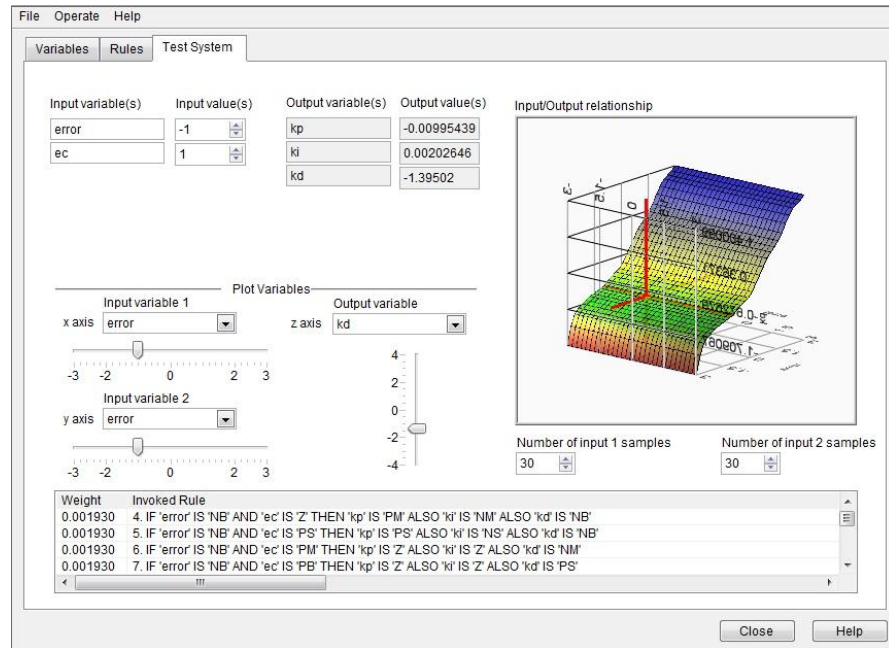 File Operate Help
Variables Rules Test System
Input variable(s) Input value(s) Output variable(s) Output value(s) Input/Output relationship
error -1 kp -0.00995439
ec 1 ki 0.00202646
kd -1.39502
Plot Variables
Input variable 1 Output variable
x axis error z axis kd
-3 -2 0 2 3
Input variable 2
y axis error
-3 -2 0 2 3
4
2
0
-2
-4
-3
-1.5
0
Number of input 1 samples Number of input 2 samples
30 30
Weight Invoked Rule
0.001930 4. IF 'error' IS 'NB' AND 'ec' IS 'Z' THEN 'kp' IS 'PM' ALSO 'ki' IS 'NM' ALSO 'kd' IS 'NB'
0.001930 5. IF 'error' IS 'NB' AND 'ec' IS 'PS' THEN 'kp' IS 'PS' ALSO 'ki' IS 'NS' ALSO 'kd' IS 'NB'
0.001930 6. IF 'error' IS 'NB' AND 'ec' IS 'PM' THEN 'kp' IS 'Z' ALSO 'ki' IS 'Z' ALSO 'kd' IS 'NM'
0.001930 7. IF 'error' IS 'NB' AND 'ec' IS 'PB' THEN 'kp' IS 'Z' ALSO 'ki' IS 'Z' ALSO 'kd' IS 'PS'
Close Help